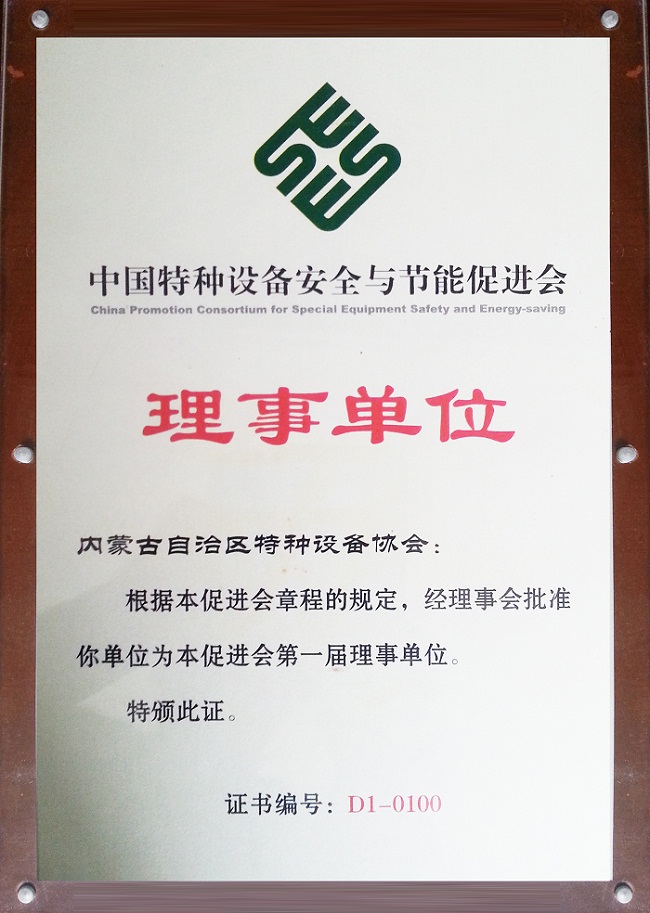 中国特种设备安全与节能促进会
China Promotion Consortium for Special Equipment Safety and Energy-saving
理事单位
内蒙古自治区特种设备协会：
根据本促进会章程的规定，经理事会批准
你单位为本促进会第一届理事单位。
特颁此证。
证书编号：D1-0100